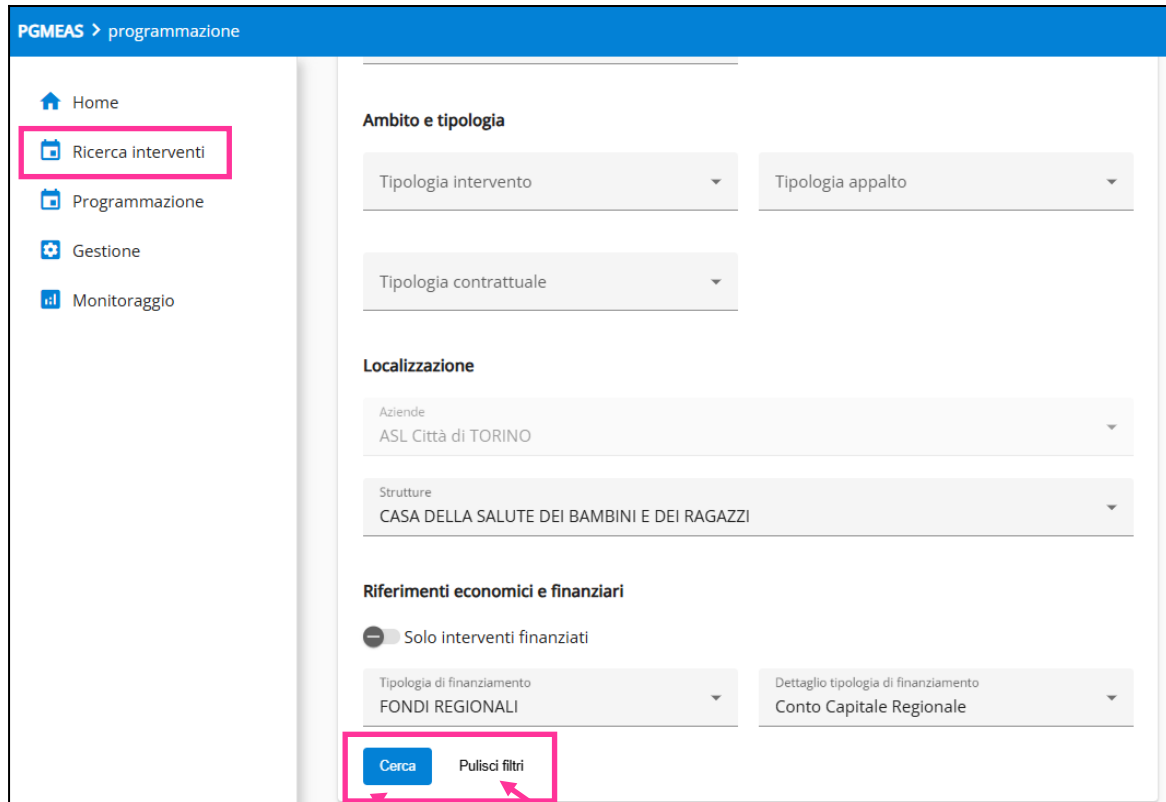 PGMEAS > programmazione
Home
Ricerca interventi
Programmazione
Gestione
Monitoraggio
Ambito e tipologia
Tipologia intervento
Tipologia appalto
Tipologia contrattuale
Localizzazione
Aziende
ASL Città di TORINO
Strutture
CASA DELLA SALUTE DEI BAMBINI E DEI RAGAZZI
Riferimenti economici e finanziari
Solo interventi finanziati
Tipologia di finanziamento
FONDI REGIONALI
Dettaglio tipologia di finanziamento
Conto Capitale Regionale
Cerca
Pulisci filtri